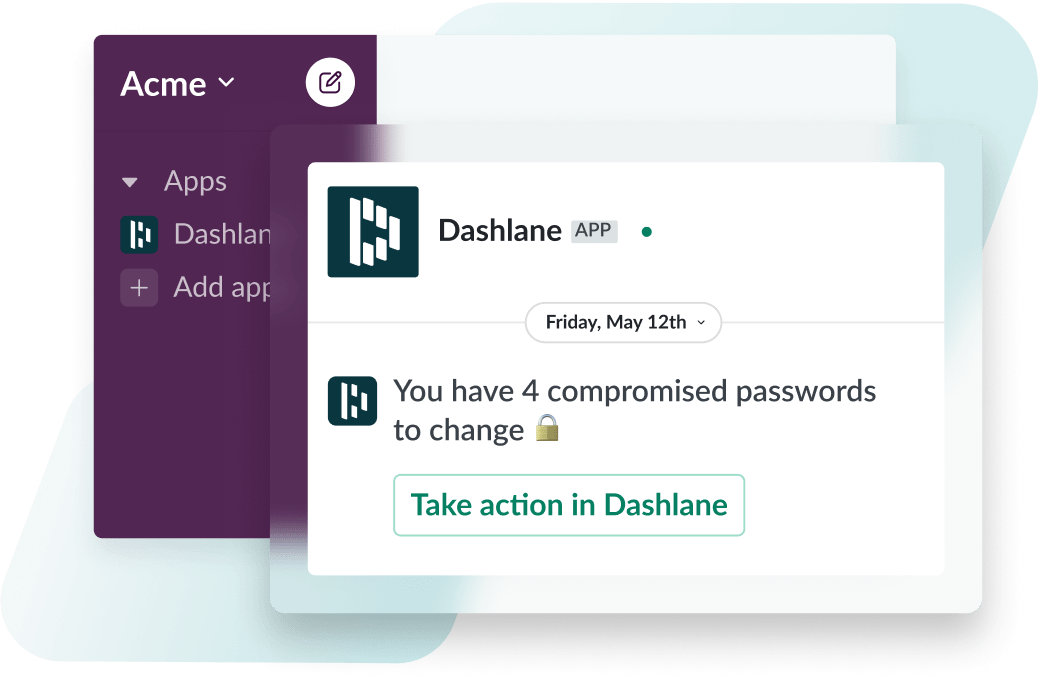 Acme
Apps
Dashlan
Add app
Dashlane APP
Friday, May 12th
You have 4 compromised passwords
to change
Take action in Dashlane